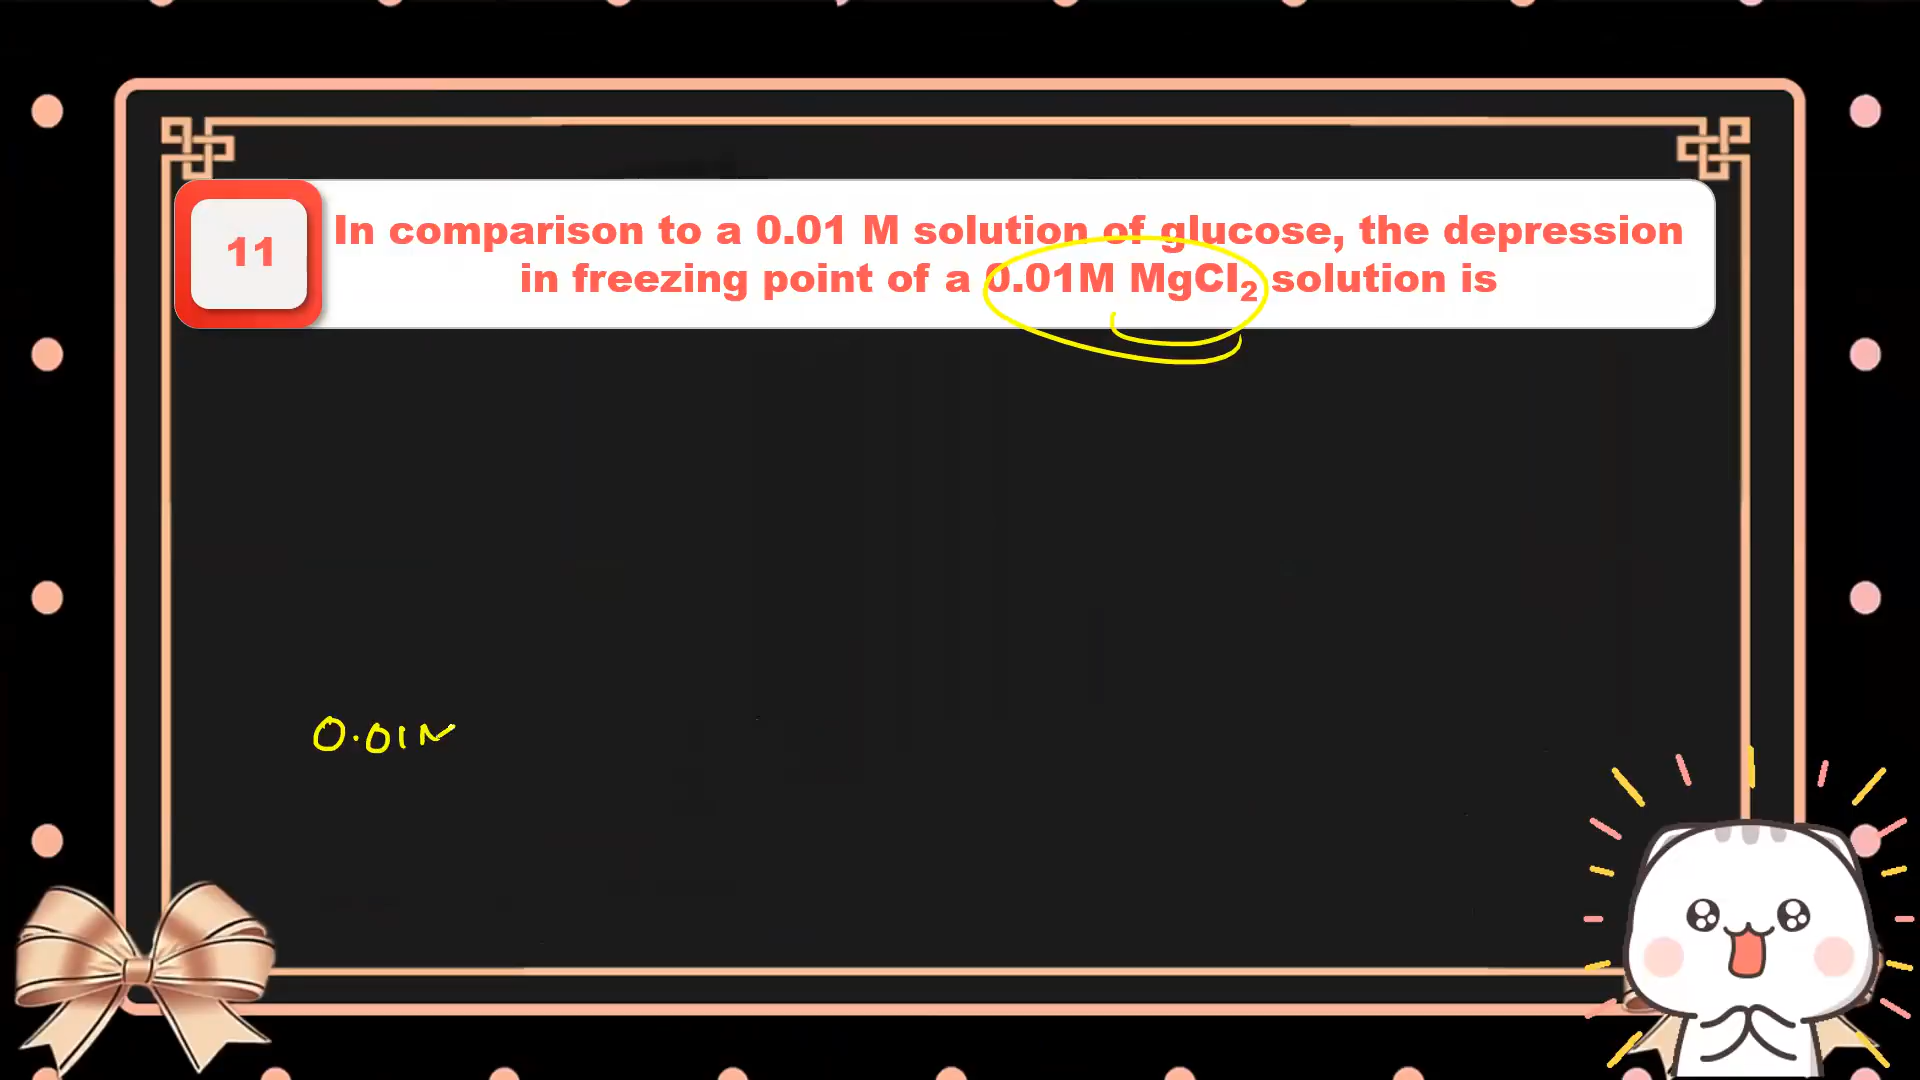 11
In comparison to a 0.01 M solution of glucose, the depression
in freezing point of a 0.01M MgCl₂ solution is
0.01M